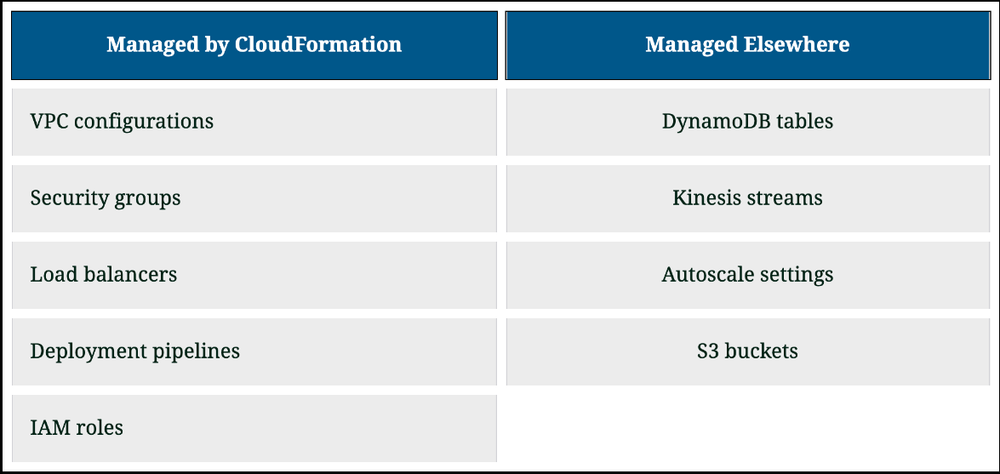 Managed by CloudFormation
Managed Elsewhere
VPC configurations
DynamoDB tables
Security groups
Kinesis streams
Load balancers
Autoscale settings
Deployment pipelines
S3 buckets
IAM roles